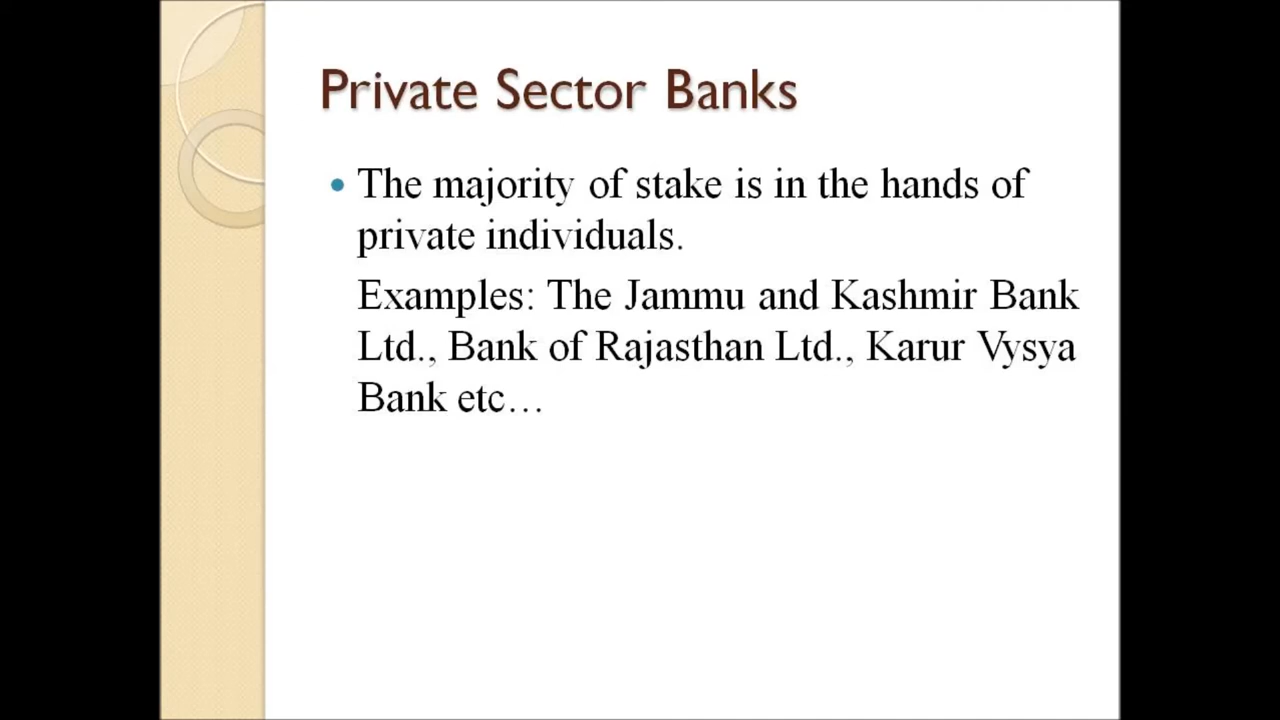 Private Sector Banks
• The majority of stake is in the hands of
private individuals.
Examples: The Jammu and Kashmir Bank
Ltd., Bank of Rajasthan Ltd., Karur Vysya
Bank etc…